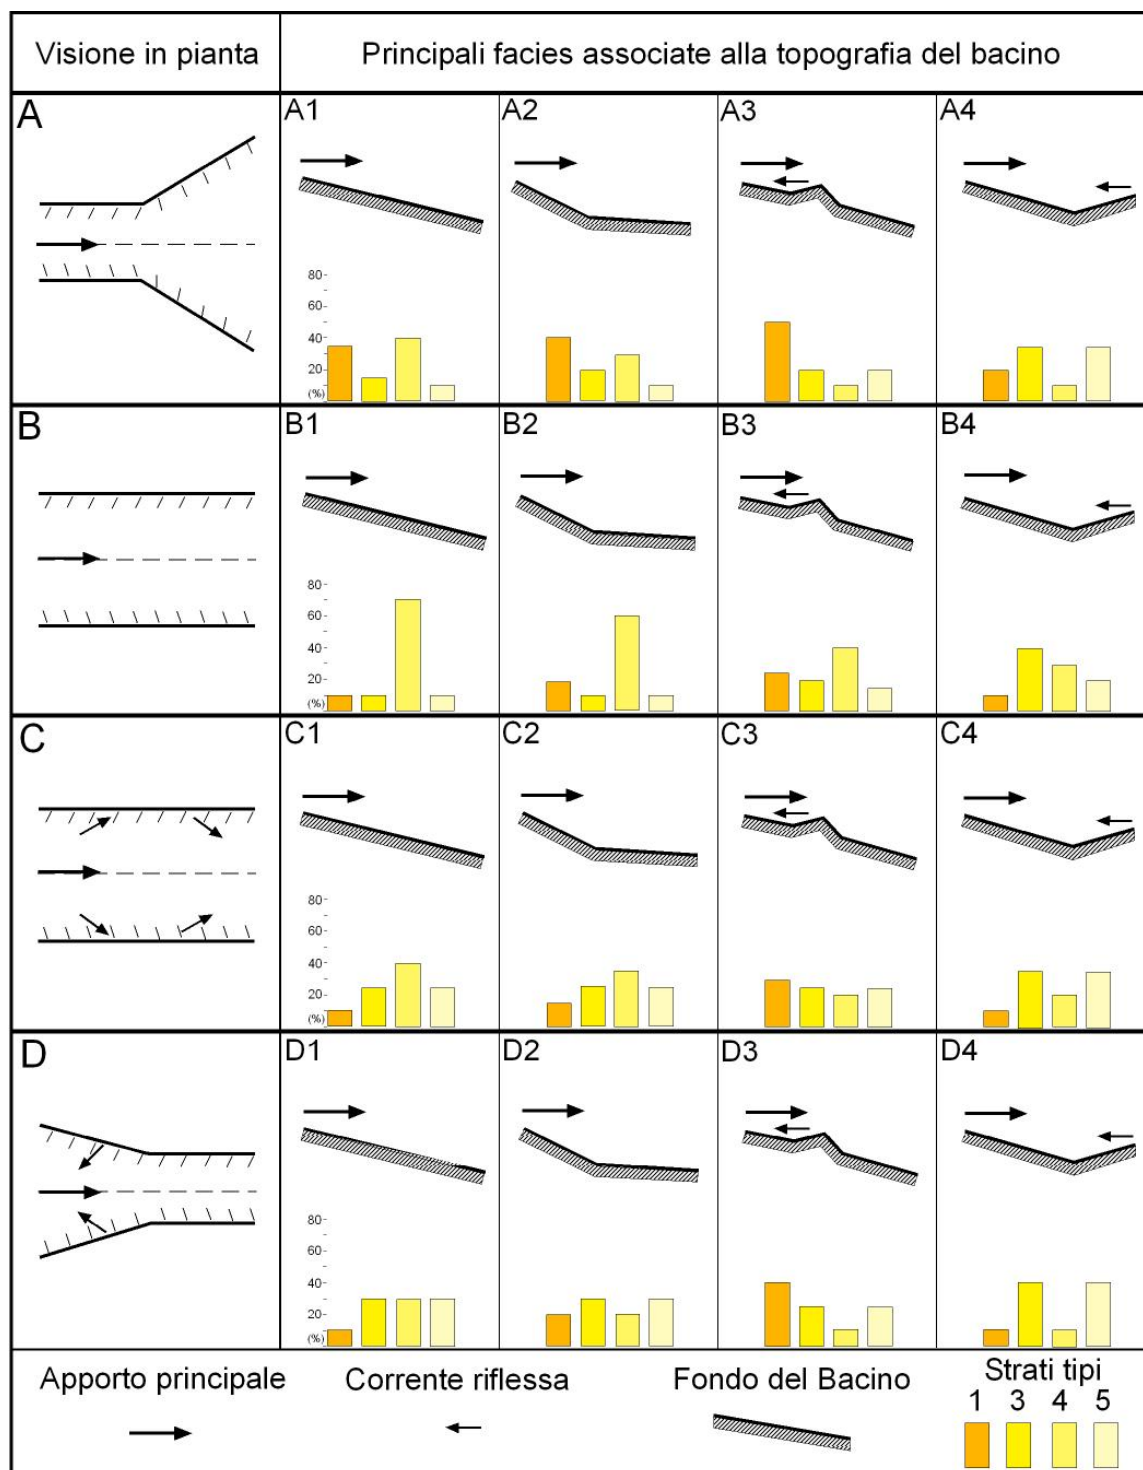 Visione in pianta
Principali facies associate alla topografia del bacino
A
A1
A2
A3
A4
80
60
40
20
(%)
B
B1
B2
B3
B4
80
60
40
20
(%)
C
C1
C2
C3
C4
80
60
40
20
(%)
D
D1
D2
D3
D4
80
60
40
20
(%)
Apporto principale
Corrente riflessa
Fondo del Bacino
Strati tipi
1 3 4 5